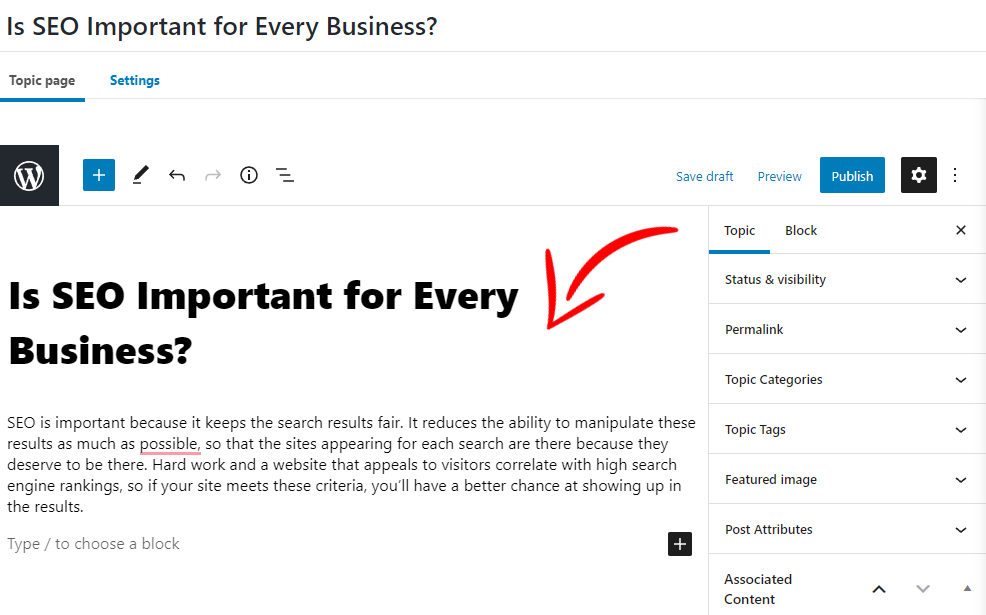 Is SEO Important for Every Business?
Topic page Settings
Save draft Preview Publish
Topic Block
Is SEO Important for Every
Business?
SEO is important because it keeps the search results fair. It reduces the ability to manipulate these
results as much as possible, so that the sites appearing for each search are there because they
deserve to be there. Hard work and a website that appeals to visitors correlate with high search
engine rankings, so if your site meets these criteria, you’ll have a better chance at showing up in
the results.
Type / to choose a block
Status & visibility
Permalink
Topic Categories
Topic Tags
Featured image
Post Attributes
Associated
Content